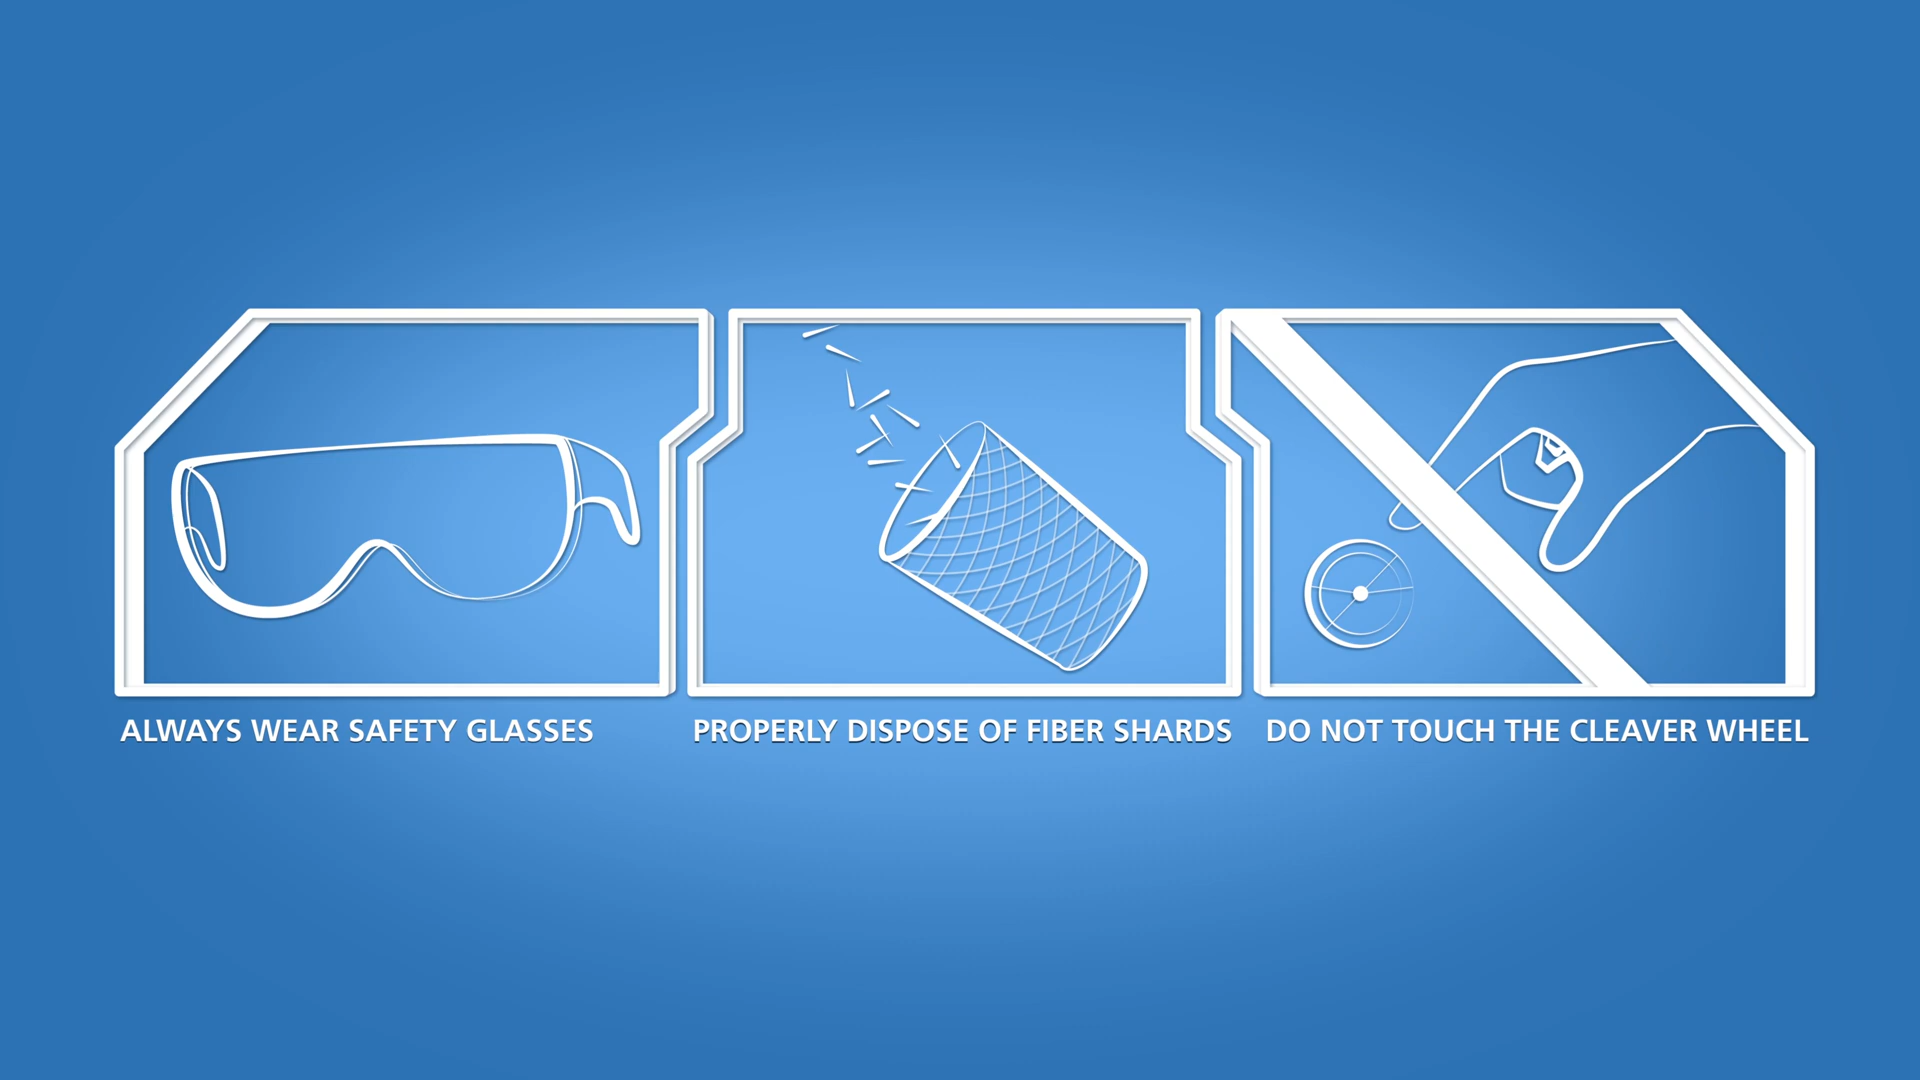 ALWAYS WEAR SAFETY GLASSES
PROPERLY DISPOSE OF FIBER SHARDS
DO NOT TOUCH THE CLEAVER WHEEL